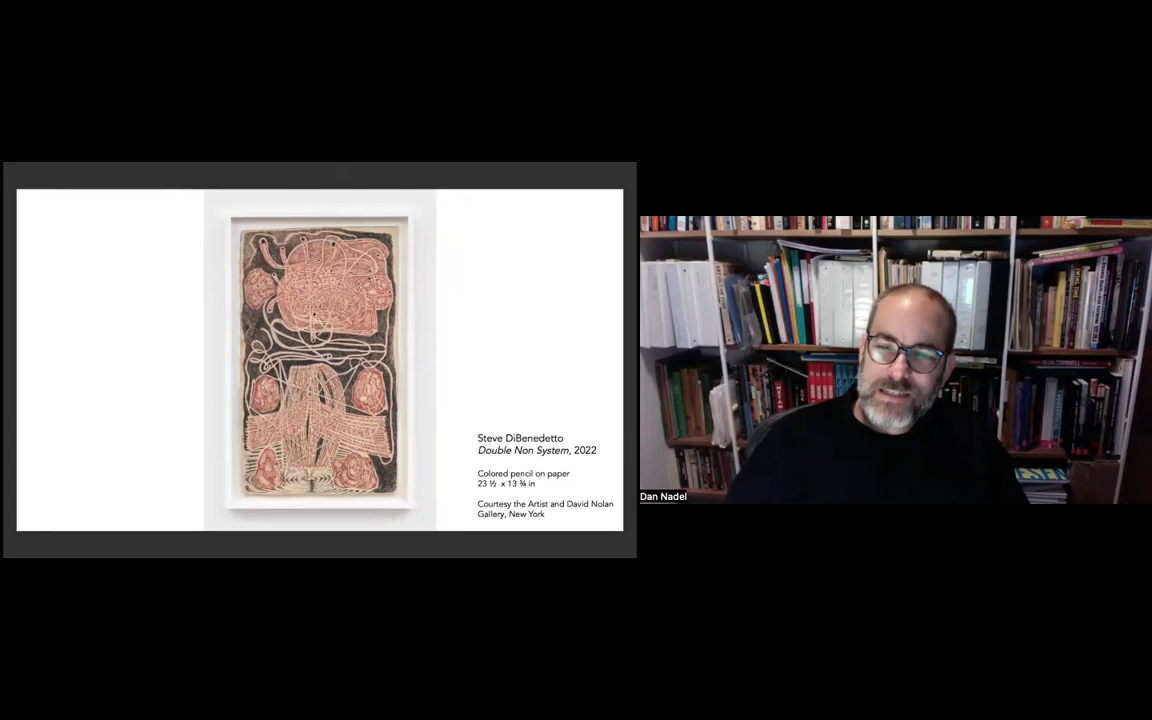 Steve DiBenedetto
Double Non System, 2022
Colored pencil on paper
23 ½ x 13 ¾ in
Courtesy the Artist and David Nolan
Gallery, New York
Dan Nadel